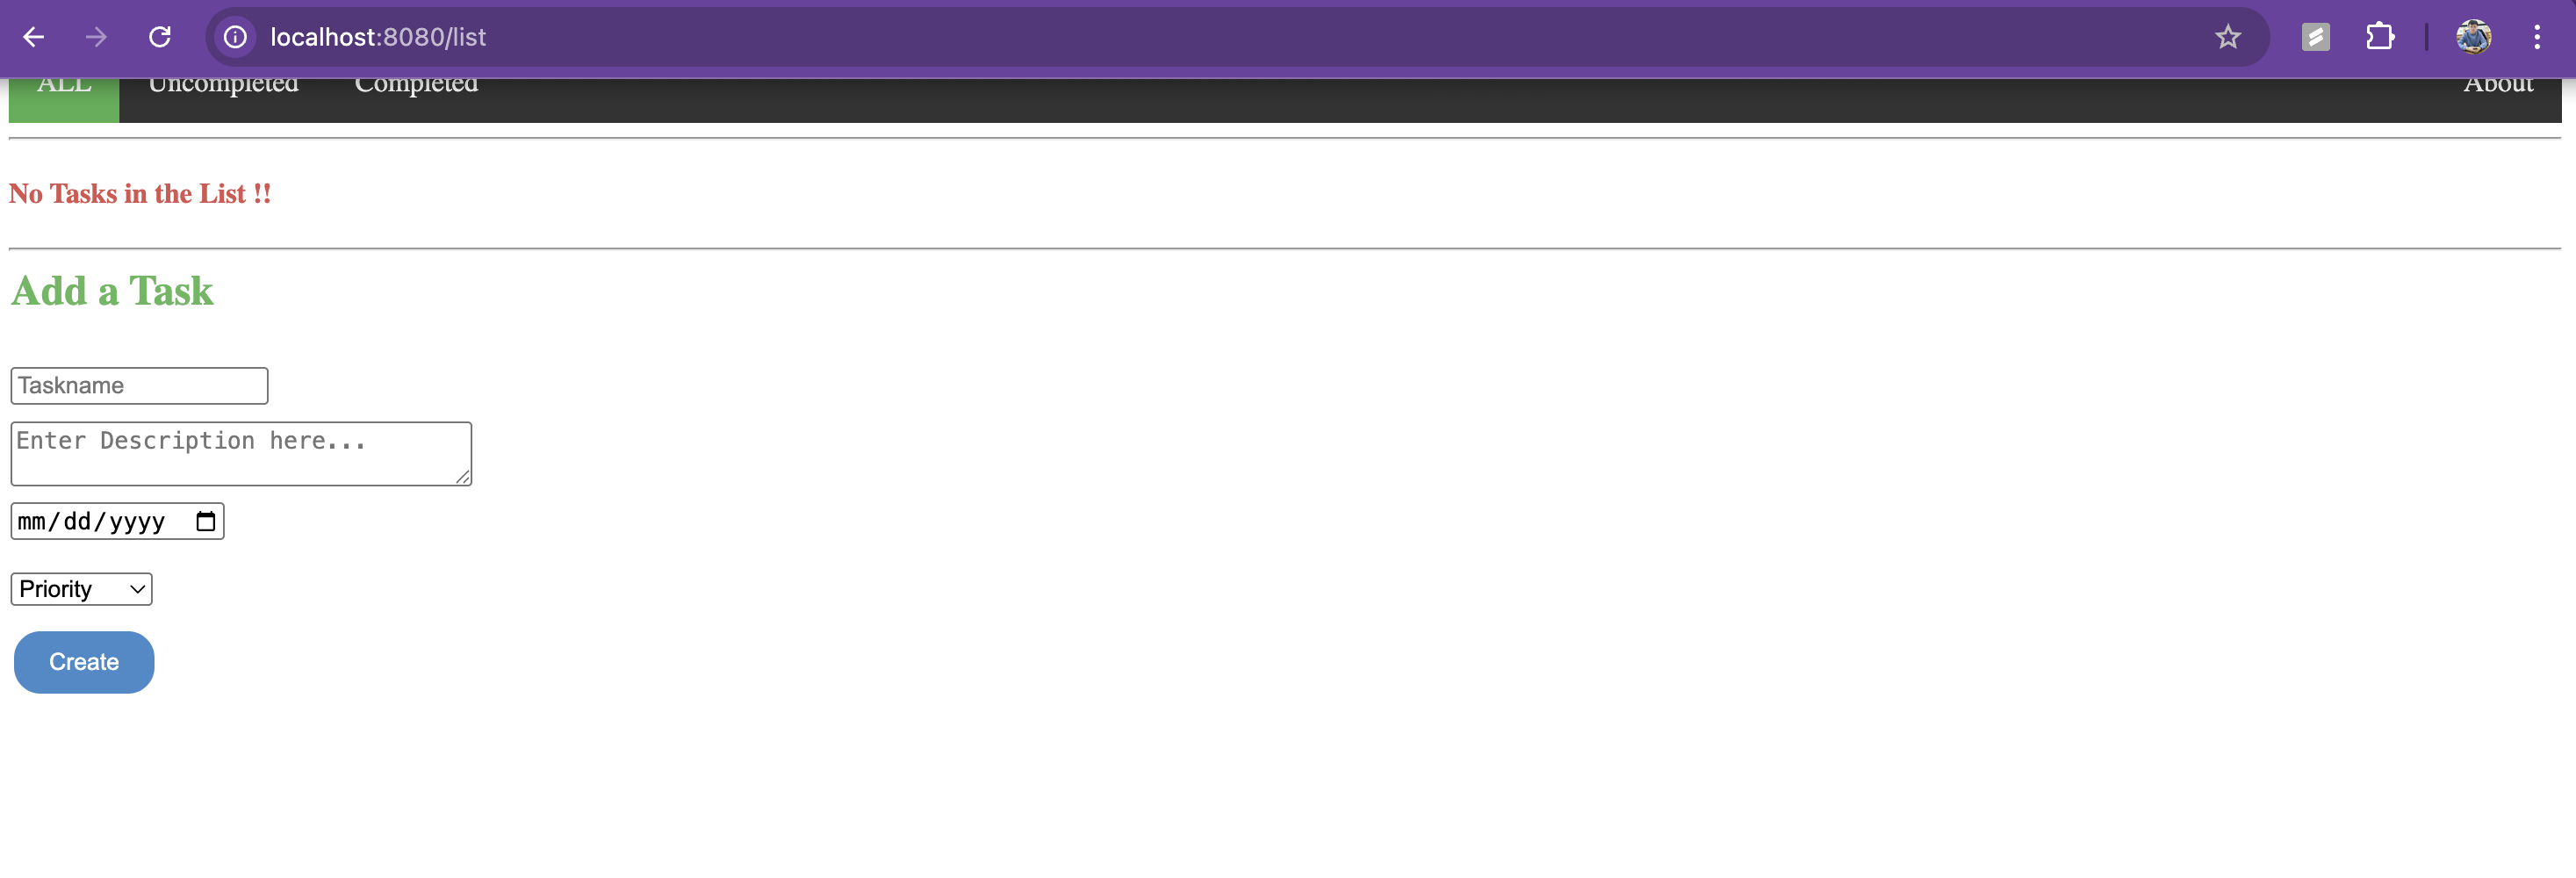 localhost:8080/list
ALL Uncompleted Completed About
No Tasks in the List !!
Add a Task
Taskname
Enter Description here...
mm/dd/yyyy
Priority
Create